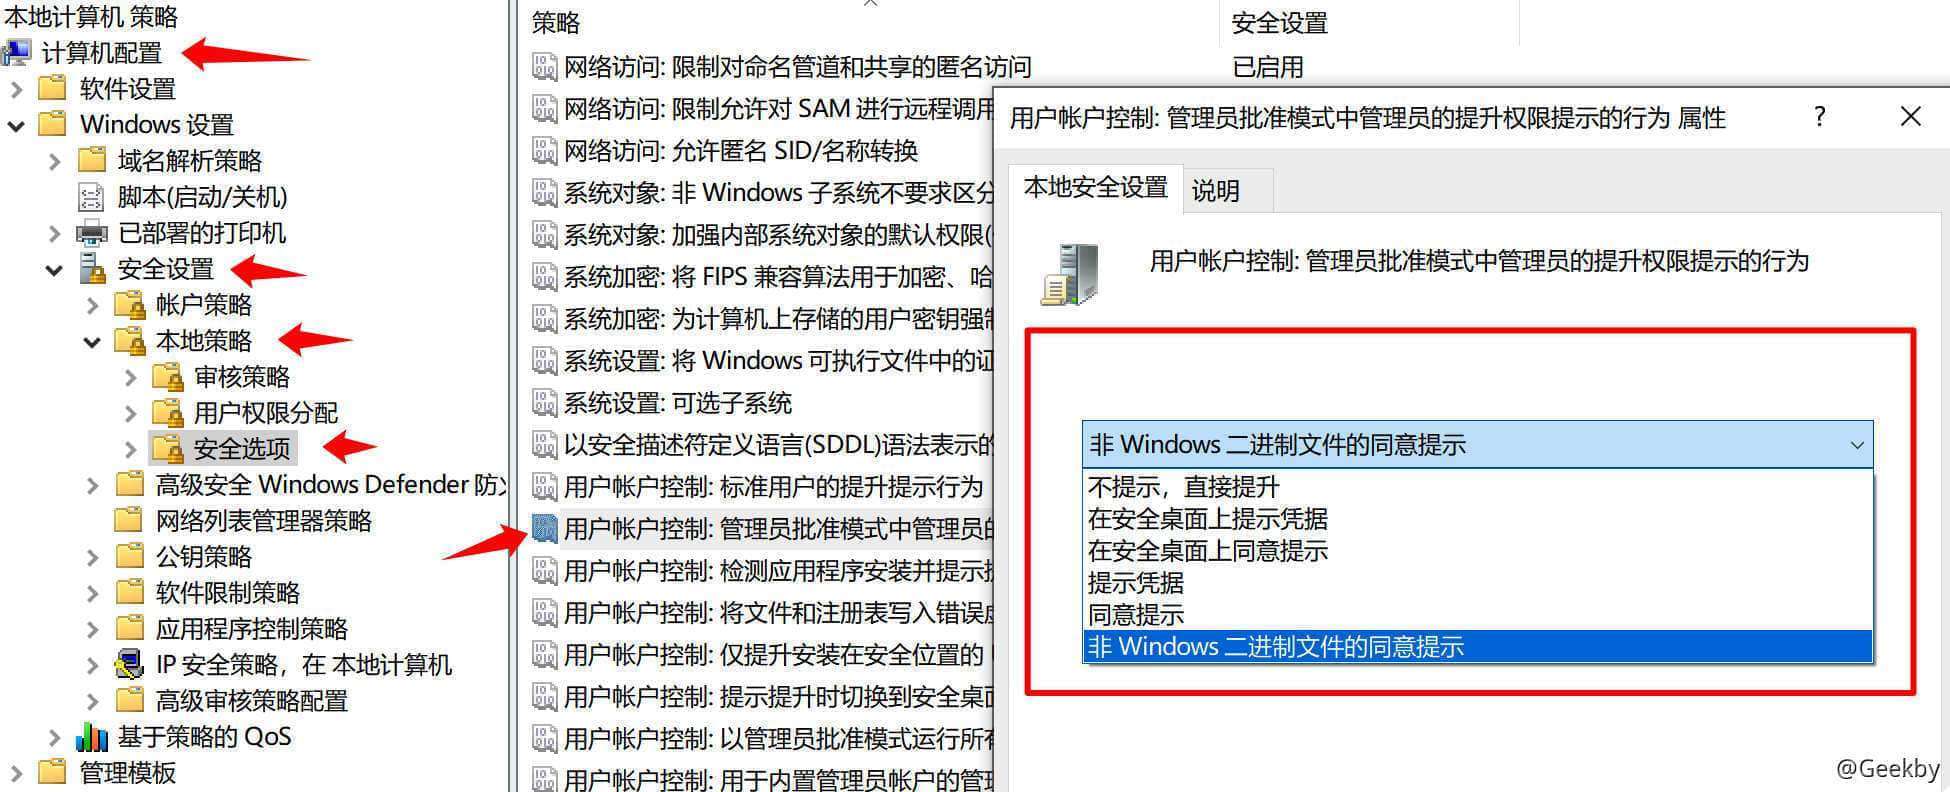 本地计算机 策略
计算机配置
软件设置
Windows 设置
域名解析策略
脚本(启动/关机)
已部署的打印机
安全设置
帐户策略
本地策略
审核策略
用户权限分配
安全选项
高级安全 Windows Defender 防
网络列表管理器策略
公钥策略
软件限制策略
应用程序控制策略
IP 安全策略，在 本地计算机
高级审核策略配置
基于策略的 QoS
管理模板
策略
安全设置
网络访问: 限制对命名管道和共享的匿名访问
已启用
网络访问: 限制允许对 SAM 进行远程调用
网络访问: 允许匿名 SID/名称转换
系统对象: 非 Windows 子系统不要求区分
系统对象: 加强内部系统对象的默认权限(
系统加密: 将 FIPS 兼容算法用于加密、哈
系统加密: 为计算机上存储的用户密钥强制
系统设置: 将 Windows 可执行文件中的证
系统设置: 可选子系统
以安全描述符定义语言(SDDL)语法表示的
用户帐户控制: 标准用户的提升提示行为
用户帐户控制: 管理员批准模式中管理员的
用户帐户控制: 检测应用程序安装并提示提
用户帐户控制: 将文件和注册表写入错误虚
用户帐户控制: 仅提升安装在安全位置的
用户帐户控制: 提示提升时切换到安全桌面
用户帐户控制: 以管理员批准模式运行所有
用户帐户控制: 用于内置管理员帐户的管理
用户帐户控制: 管理员批准模式中管理员的提升权限提示的行为 属性
?
本地安全设置
说明
用户帐户控制: 管理员批准模式中管理员的提升权限提示的行为
非 Windows 二进制文件的同意提示
不提示，直接提升
在安全桌面上提示凭据
在安全桌面上同意提示
提示凭据
同意提示
非 Windows 二进制文件的同意提示
@Geekby